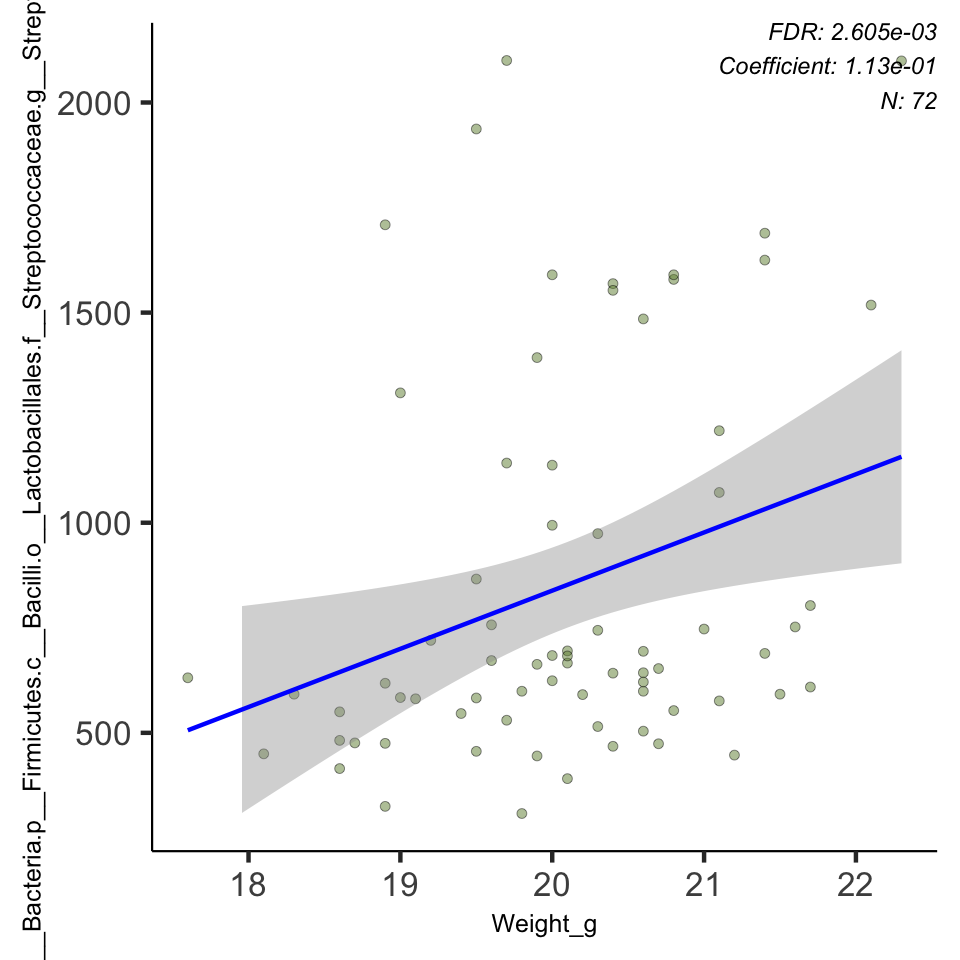 FDR: 2.605e-03
Coefficient: 1.13e-01
N: 72
__Bacteria.p__Firmicutes.c__Bacilli.o__Lactobacillales.f__Streptococcaceae.g__Strep
2000
1500
1000
500
18 19 20 21 22
Weight_g